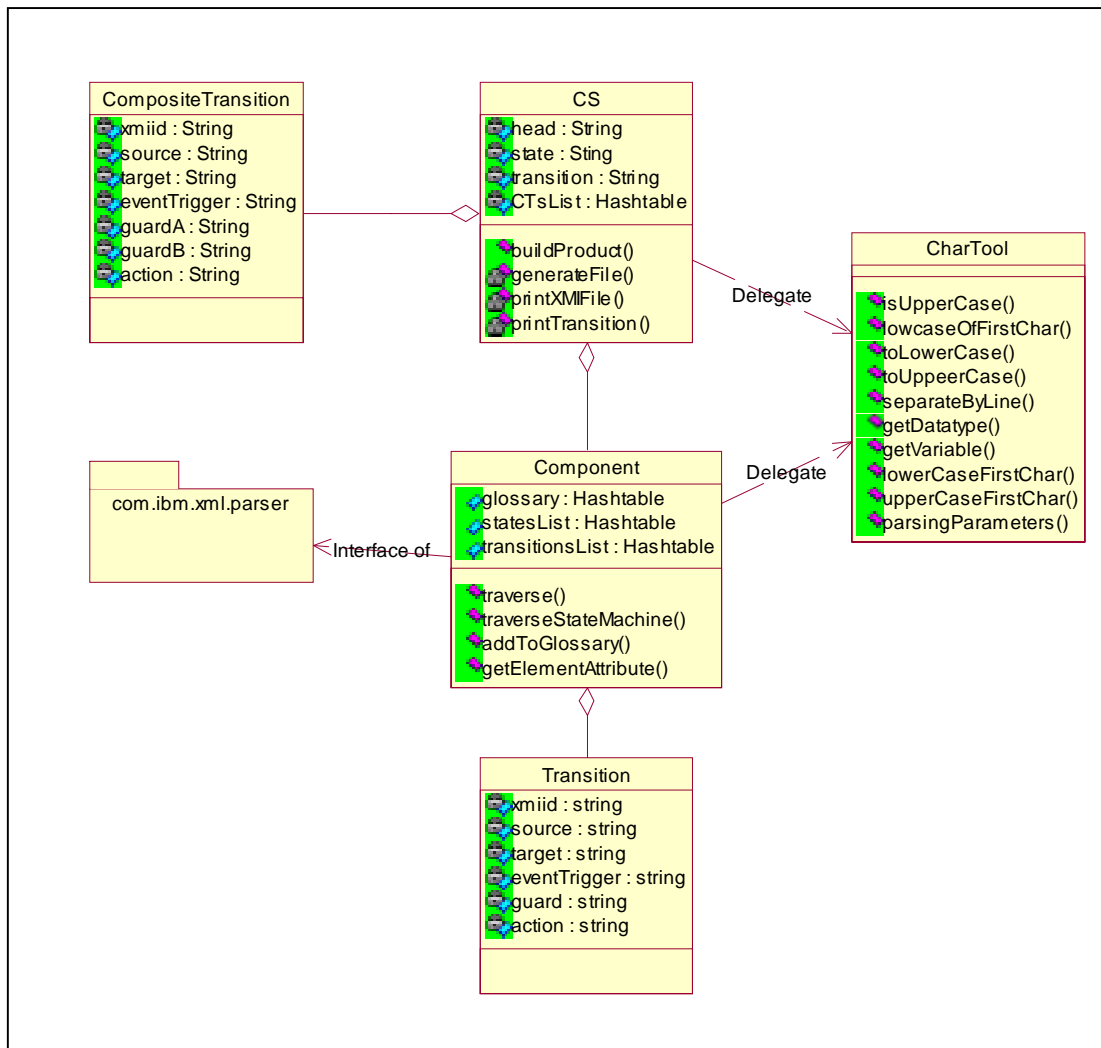 CompositeTransition
xmiid : String
source : String
target : String
eventTrigger : String
guardA : String
guardB : String
action : String
CS
head : String
state : Sting
transition : String
CTsList : Hashtable
buildProduct()
generateFile()
printXMIFile()
printTransition()
Delegate
CharTool
isUpperCase()
lowcaseOfFirstChar()
toLowerCase()
toUppeerCase()
separateByLine()
getDatatype()
getVariable()
lowerCaseFirstChar()
upperCaseFirstChar()
parsingParameters()
com.ibm.xml.parser
Interface of
Component
glossary : Hashtable
statesList : Hashtable
transitionsList : Hashtable
traverse()
traverseStateMachine()
addToGlossary()
getElementAttribute()
Delegate
Transition
xmiid : string
source : string
target : string
eventTrigger : string
guard : string
action : string